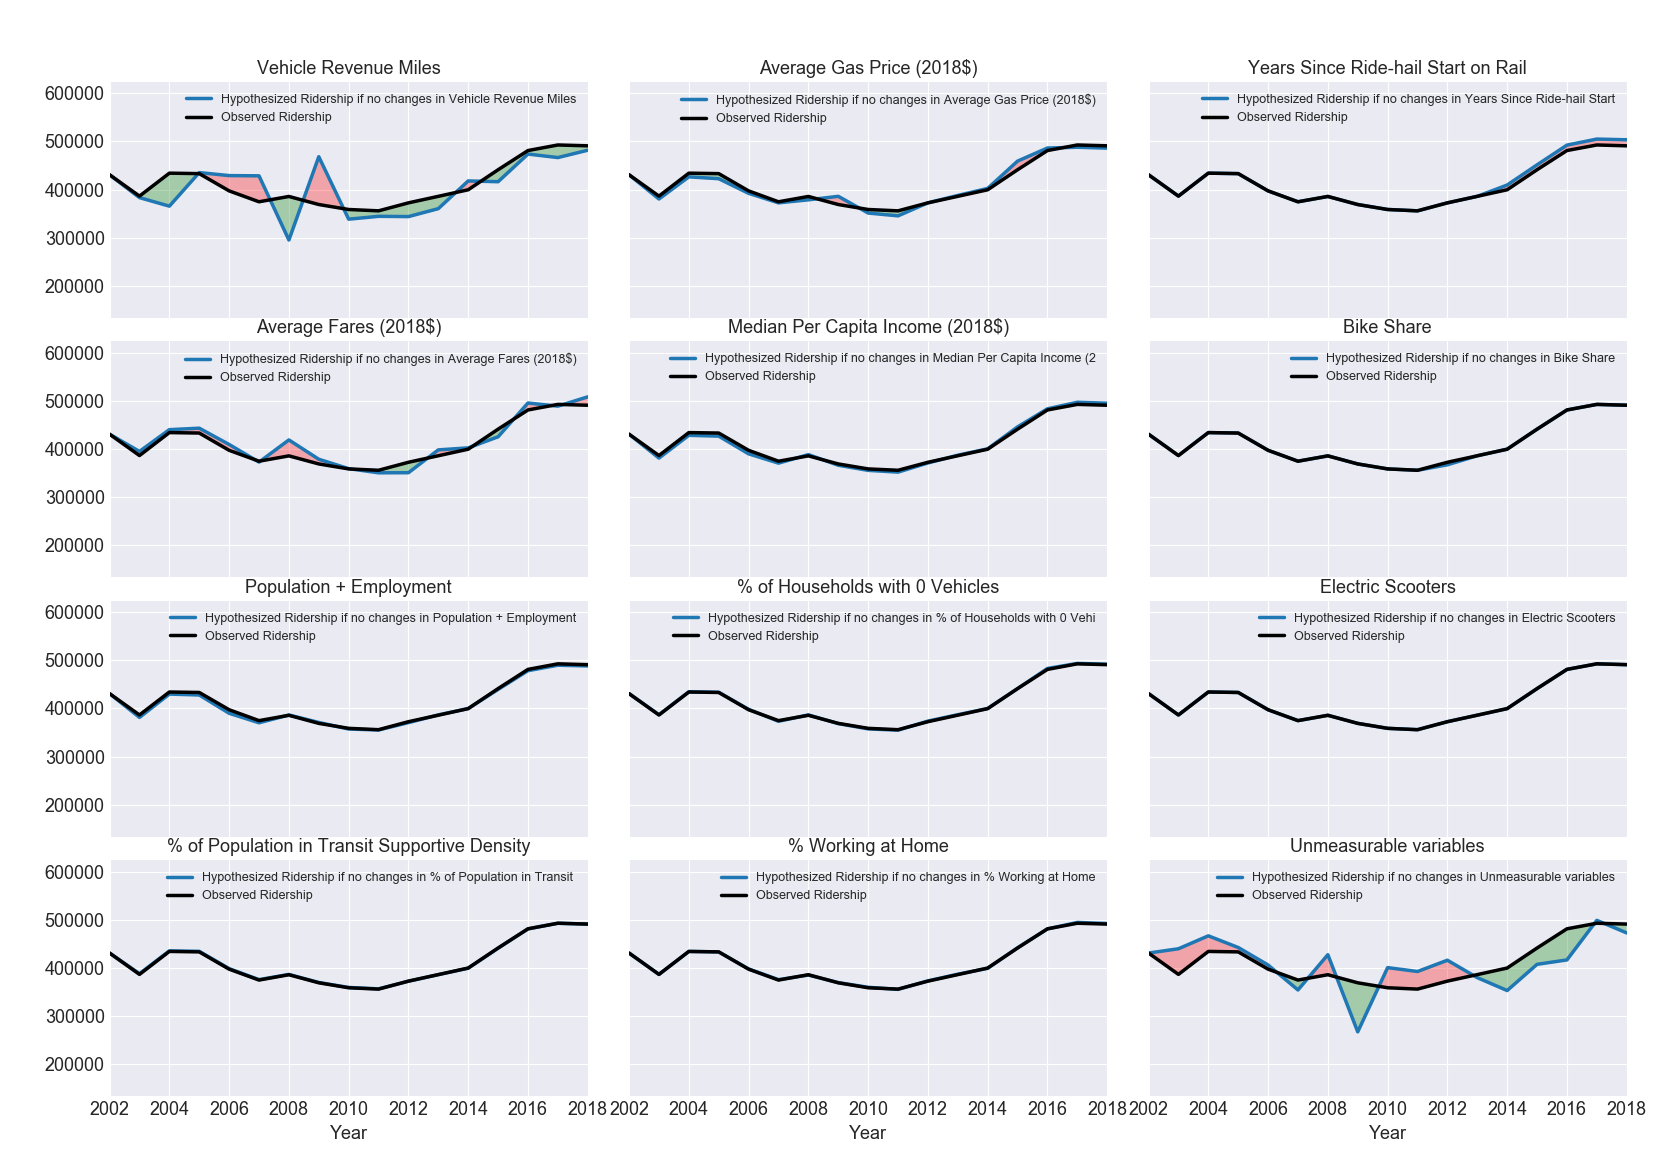 Vehicle Revenue Miles
600000
500000
400000
300000
200000
Hypothesized Ridership if no changes in Vehicle Revenue Miles
Observed Ridership
Average Gas Price (2018$)
Hypothesized Ridership if no changes in Average Gas Price (2018$)
Observed Ridership
Years Since Ride-hail Start on Rail
Hypothesized Ridership if no changes in Years Since Ride-hail Start
Observed Ridership
Average Fares (2018$)
600000
500000
400000
300000
200000
Hypothesized Ridership if no changes in Average Fares (2018$)
Observed Ridership
Median Per Capita Income (2018$)
Hypothesized Ridership if no changes in Median Per Capita Income (2
Observed Ridership
Bike Share
Hypothesized Ridership if no changes in Bike Share
Observed Ridership
Population + Employment
600000
500000
400000
300000
200000
Hypothesized Ridership if no changes in Population + Employment
Observed Ridership
% of Households with 0 Vehicles
Hypothesized Ridership if no changes in % of Households with 0 Vehi
Observed Ridership
Electric Scooters
Hypothesized Ridership if no changes in Electric Scooters
Observed Ridership
% of Population in Transit Supportive Density
600000
500000
400000
300000
200000
Hypothesized Ridership if no changes in % of Population in Transit
Observed Ridership
2002 2004 2006 2008 2010 2012 2014 2016 2018
Year
% Working at Home
Hypothesized Ridership if no changes in % Working at Home
Observed Ridership
2002 2004 2006 2008 2010 2012 2014 2016 2018
Year
Unmeasurable variables
Hypothesized Ridership if no changes in Unmeasurable variables
Observed Ridership
2002 2004 2006 2008 2010 2012 2014 2016 2018
Year